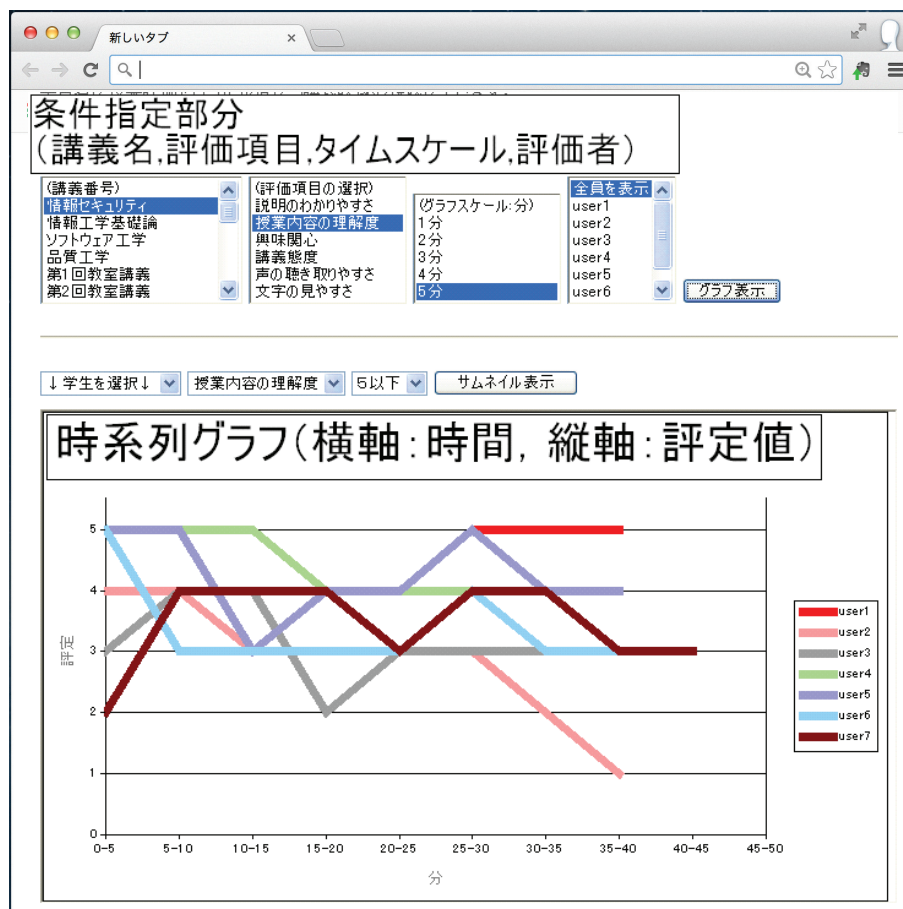 新しいタブ
条件指定部分
(講義名,評価項目,タイムスケール,評価者)
(講義番号)
情報セキュリティ
情報工学基礎論
ソフトウェア工学
品質工学
第1回教室講義
第2回教室講義
(評価項目の選択)
説明のわかりやすさ
授業内容の理解度
興味関心
講義態度
声の聴き取りやすさ
文字の見やすさ
(グラフスケール:分)
1分
2分
3分
4分
5分
全員を表示
user1
user2
user3
user4
user5
user6
グラフ表示
↓学生を選択↓ 授業内容の理解度 5以下 サムネイル表示
時系列グラフ(横軸:時間, 縦軸:評定値)
評定
5
4
3
2
1
0
0-5 5-10 10-15 15-20 20-25 25-30 30-35 35-40 40-45 45-50
分
user1
user2
user3
user4
user5
user6
user7